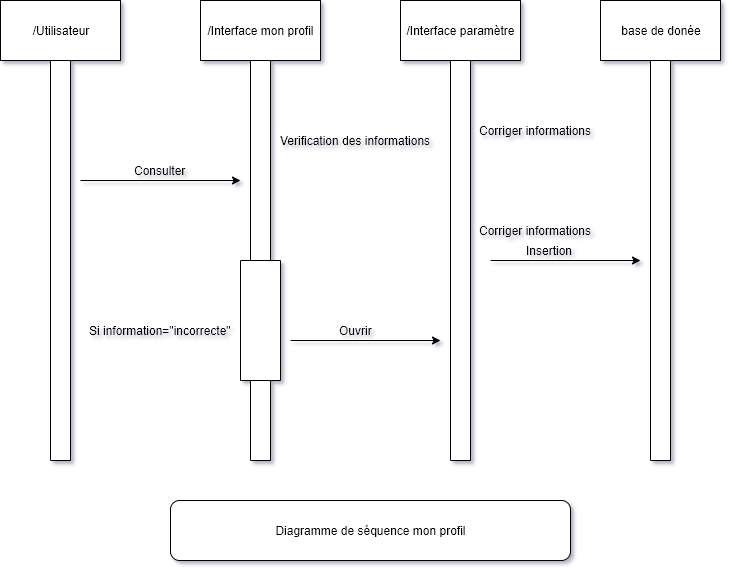 /Utilisateur
/Interface mon profil
/Interface paramètre
base de donée
Corriger informations
Verification des informations
Consulter
Corriger informations
Insertion
Si information="incorrecte"
Ouvrir
Diagramme de séquence mon profil